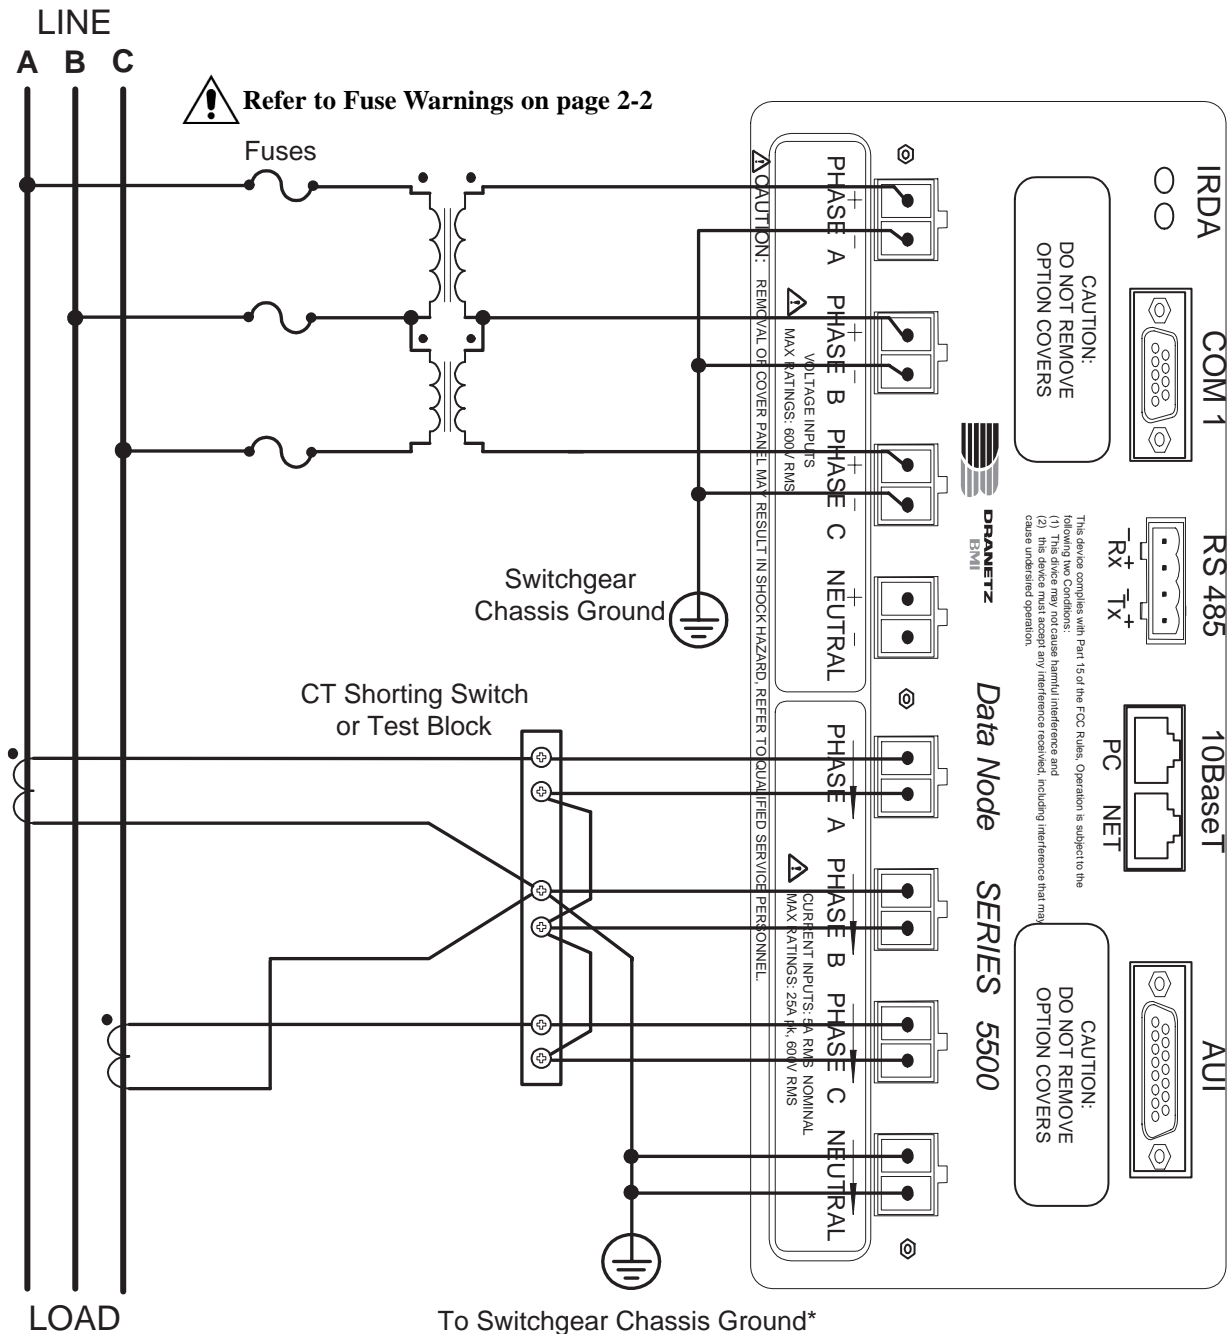 LINE
A B C
Refer to Fuse Warnings on page 2-2
Fuses
Switchgear
Chassis Ground
CT Shorting Switch
or Test Block
LOAD
To Switchgear Chassis Ground*
⚠CAUTION: REMOVAL OF COVER PANEL MAY RESULT IN SHOCK HAZARD, REFER TO QUALIFIED SERVICE PERSONNEL.
PHASE A
+ -
PHASE B
+ -
PHASE C
+ -
NEUTRAL
+ -
VOLTAGE INPUTS
MAX RATINGS: 600V RMS
PHASE A
PHASE B
PHASE C
NEUTRAL
CURRENT INPUTS: 5A RMS NOMINAL
MAX RATINGS: 25A pk, 600V RMS
DRANETZ
BMI
Data Node SERIES 5500
CAUTION:
DO NOT REMOVE
OPTION COVERS
This device complies with Part 15 of the FCC Rules, Operation is subject to the
following two Conditions:
(1) This divice may not cause harmful interference and
(2) this device must accept any interference received, including interference that may
cause undersired operation.
CAUTION:
DO NOT REMOVE
OPTION COVERS
IRDA
COM 1
RS 485
- + - +
Rx Tx
10BaseT
PC NET
AUI